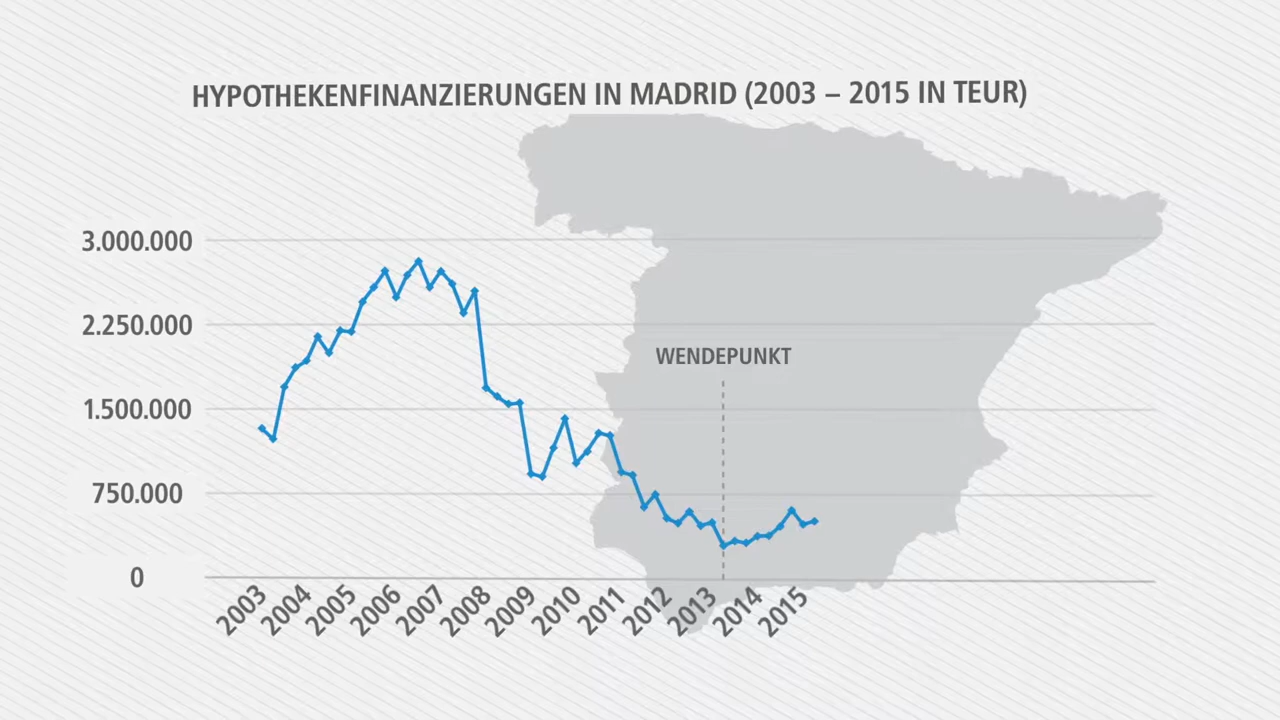 HYPOTHEKENFINANZIERUNGEN IN MADRID (2003 – 2015 IN TEUR)
3.000.000
2.250.000
WENDEPUNKT
1.500.000
750.000
0
2003 2004 2005 2006 2007 2008 2009 2010 2011 2012 2013 2014 2015